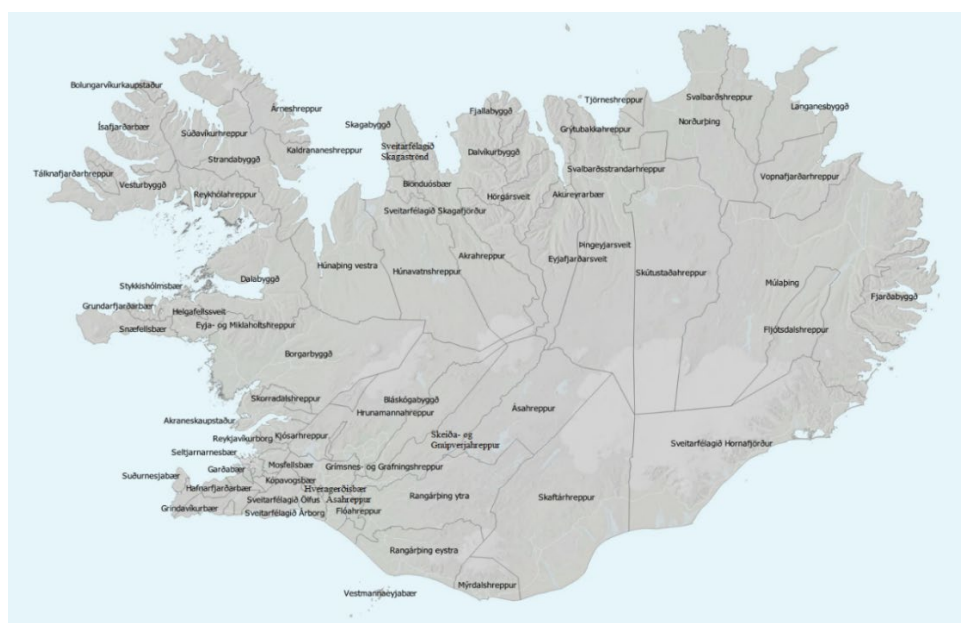 Bolungarvíkurkaupstaður
Árneshreppur
Ísafjarðarbær
Súðavíkurhreppur
Kaldrananeshreppur
Strandabyggð
Tálknafjarðarhreppur
Vesturbyggð
Reykhólahreppur
Skagabyggð
Sveitarfélagið
Skagaströnd
Fjallabyggð
Dalvíkurbyggð
Blönduósbær
Hörgársveit
Sveitarfélagið Skagafjörður
Tjörneshreppur
Grýtubakkahreppur
Svalbarðsstrandarhreppur
Akureyrarbær
Svalbarðshreppur
Norðurþing
Langanesbyggð
Vopnafjarðarhreppur
Þingeyjarsveit
Eyjafjarðarsveit
Akrahreppur
Húnavatnshreppur
Húnaþing vestra
Skútustaðahreppur
Múlaþing
Fjarðabyggð
Fljótsdalshreppur
Dalabyggð
Stykkishólmsbær
Grundarfjarðarbær
Helgafellssveit
Snæfellsbær
Eyja- og Miklaholtshreppur
Borgarbyggð
Skorradalshreppur
Bláskógabyggð
Hrunamannahreppur
Ásahreppur
Akraneskaupstaður
Reykjavíkurborg
Kjósarhreppur
Skeiða- og
Gnúpverjahreppur
Sveitarfélagið Hornafjörður
Seltjarnarnesbær
Garðabær
Mosfellsbær
Grímsnes- og Grafningshreppur
Suðurnesjabær
Hafnarfjarðarbær
Kópavogsbær
Hveragerðisbær
Sveitarfélagið Ölfus
Ásahreppur
Rangárþing ytra
Skaftárhreppur
Grindavíkurbær
Sveitarfélagið Árborg
Flóahreppur
Rangárþing eystra
Mýrdalshreppur
Vestmannaeyjabær